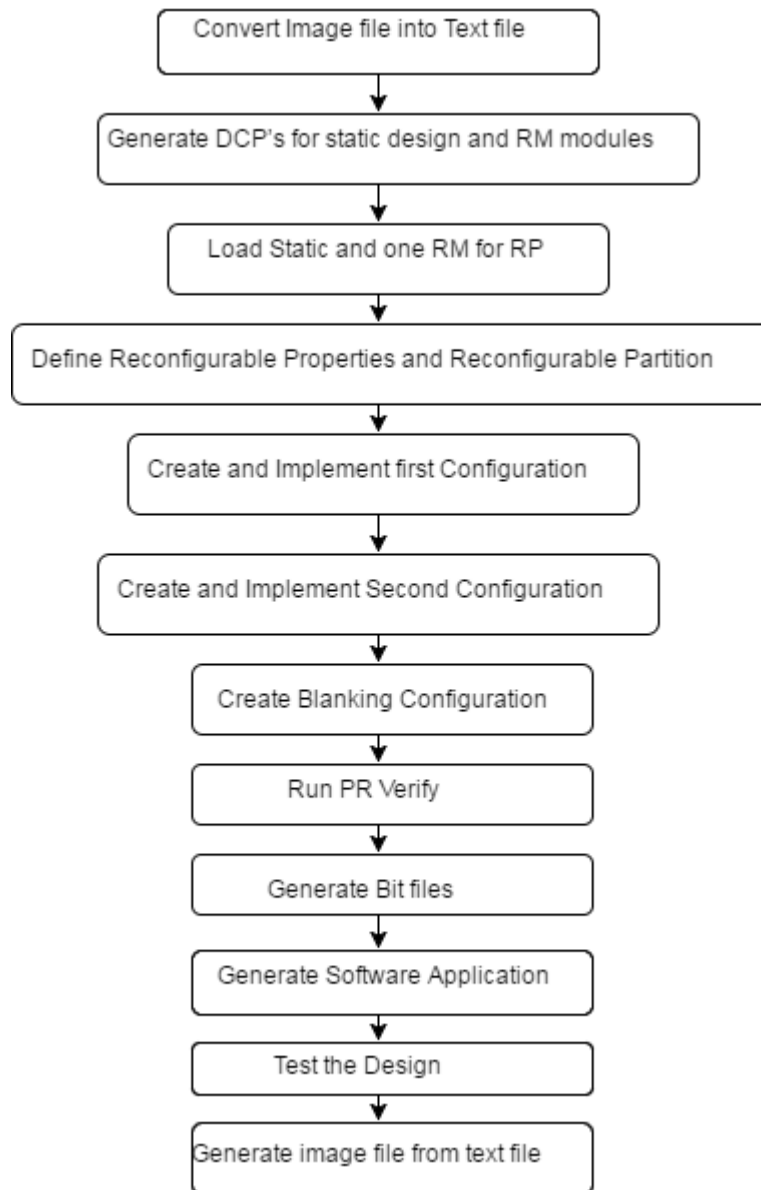 Convert Image file into Text file
Generate DCP's for static design and RM modules
Load Static and one RM for RP
Define Reconfigurable Properties and Reconfigurable Partition
Create and Implement first Configuration
Create and Implement Second Configuration
Create Blanking Configuration
Run PR Verify
Generate Bit files
Generate Software Application
Test the Design
Generate image file from text file